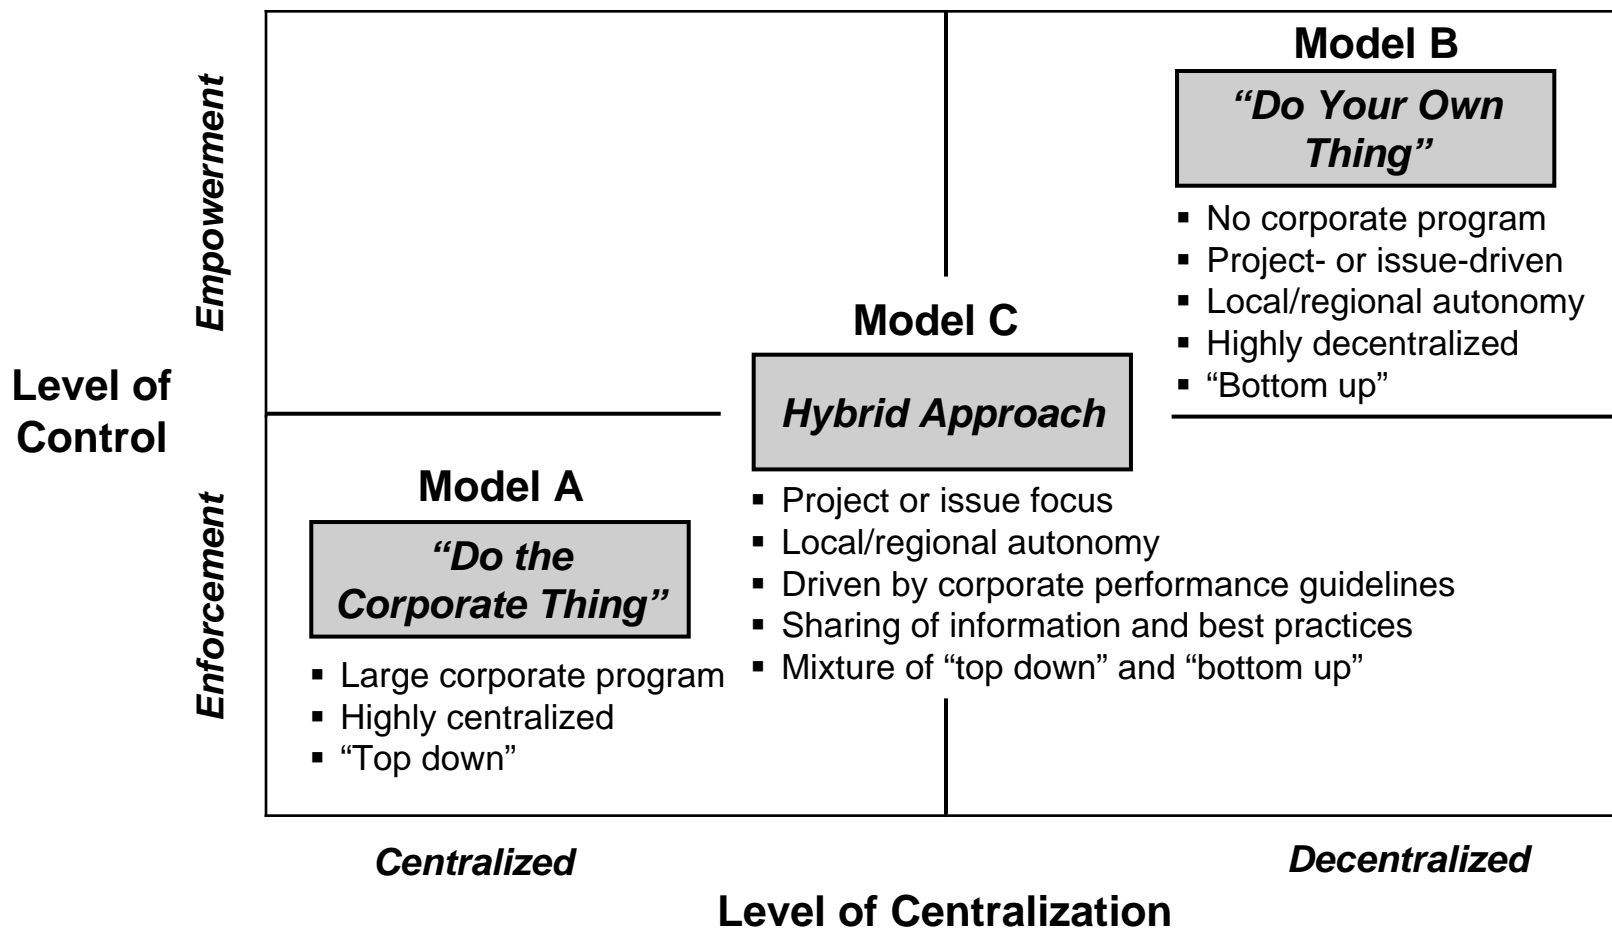 Model B
“Do Your Own
Thing”
▪ No corporate program
▪ Project- or issue-driven
▪ Local/regional autonomy
▪ Highly decentralized
▪ “Bottom up”
Empowerment
Level of
Control
Enforcement
Model C
Hybrid Approach
▪ Project or issue focus
▪ Local/regional autonomy
▪ Driven by corporate performance guidelines
▪ Sharing of information and best practices
▪ Mixture of “top down” and “bottom up”
Model A
“Do the
Corporate Thing”
▪ Large corporate program
▪ Highly centralized
▪ “Top down”
Centralized
Decentralized
Level of Centralization